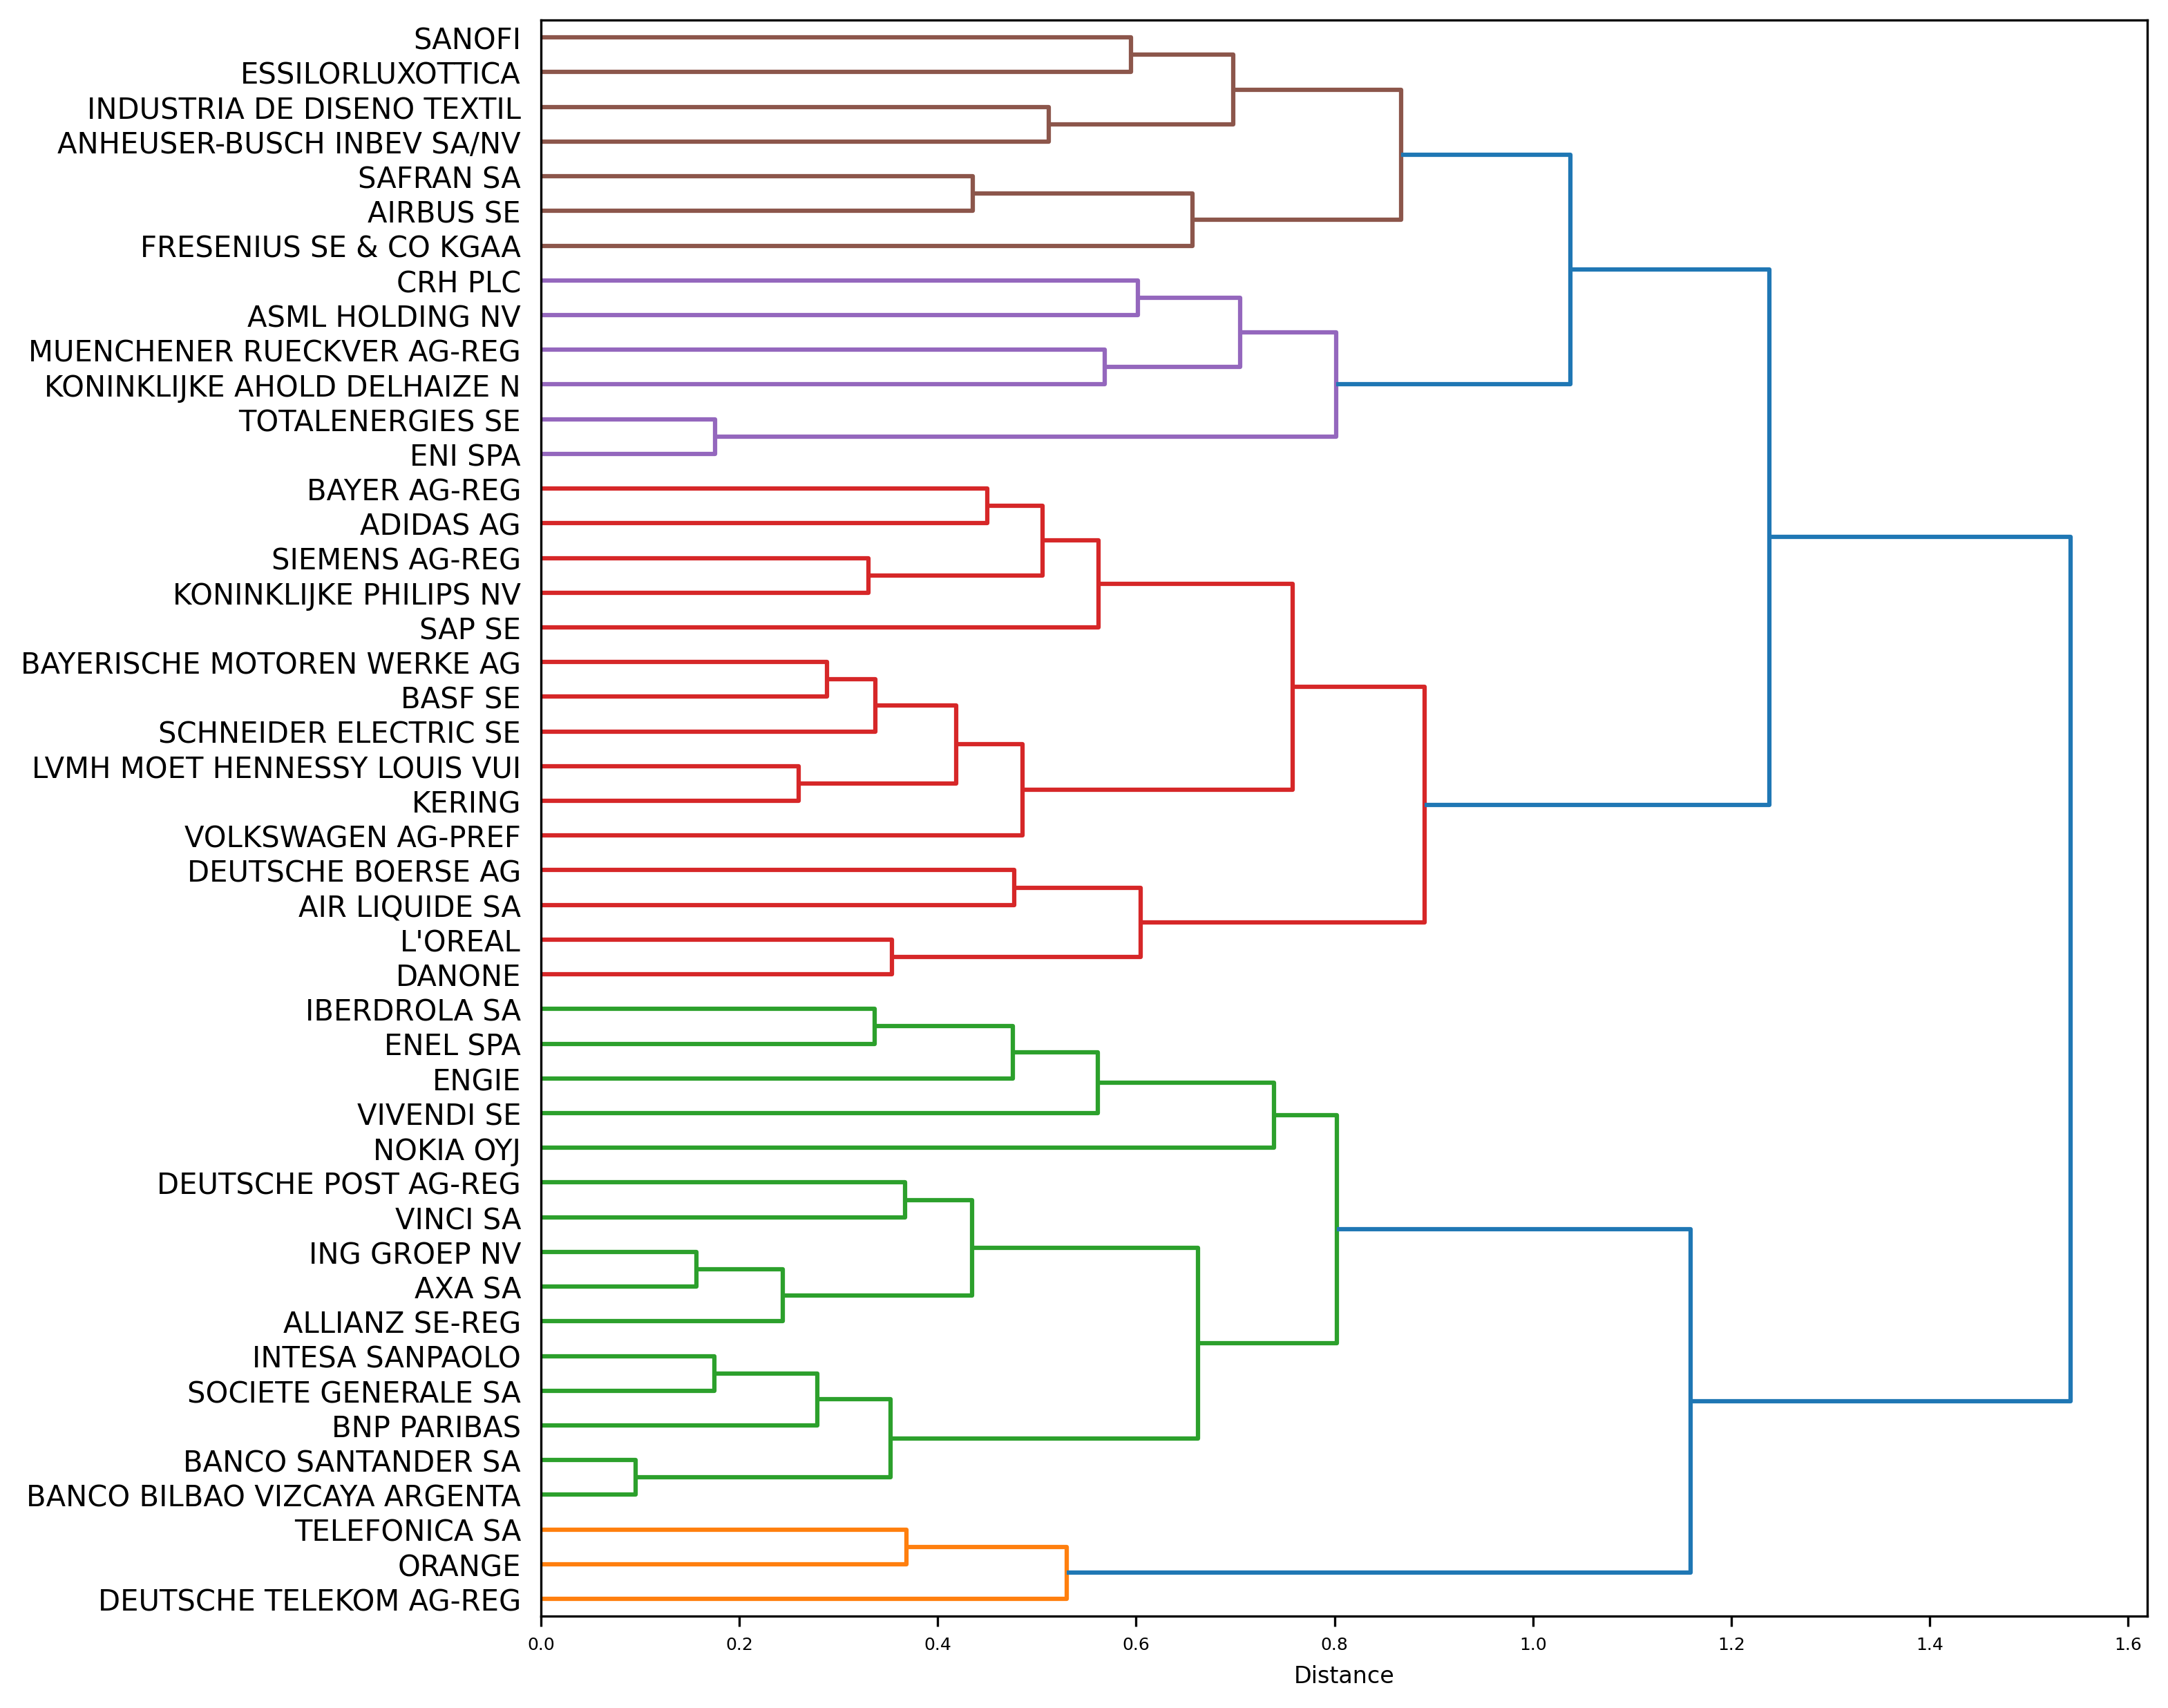 SANOFI
ESSILORLUXOTTICA
INDUSTRIA DE DISENO TEXTIL
ANHEUSER-BUSCH INBEV SA/NV
SAFRAN SA
AIRBUS SE
FRESENIUS SE & CO KGAA
CRH PLC
ASML HOLDING NV
MUENCHENER RUECKVER AG-REG
KONINKLIJKE AHOLD DELHAIZE N
TOTALENERGIES SE
ENI SPA
BAYER AG-REG
ADIDAS AG
SIEMENS AG-REG
KONINKLIJKE PHILIPS NV
SAP SE
BAYERISCHE MOTOREN WERKE AG
BASF SE
SCHNEIDER ELECTRIC SE
LVMH MOET HENNESSY LOUIS VUI
KERING
VOLKSWAGEN AG-PREF
DEUTSCHE BOERSE AG
AIR LIQUIDE SA
L'OREAL
DANONE
IBERDROLA SA
ENEL SPA
ENGIE
VIVENDI SE
NOKIA OYJ
DEUTSCHE POST AG-REG
VINCI SA
ING GROEP NV
AXA SA
ALLIANZ SE-REG
INTESA SANPAOLO
SOCIETE GENERALE SA
BNP PARIBAS
BANCO SANTANDER SA
BANCO BILBAO VIZCAYA ARGENTA
TELEFONICA SA
ORANGE
DEUTSCHE TELEKOM AG-REG
0.0 0.2 0.4 0.6 0.8 1.0 1.2 1.4 1.6
Distance